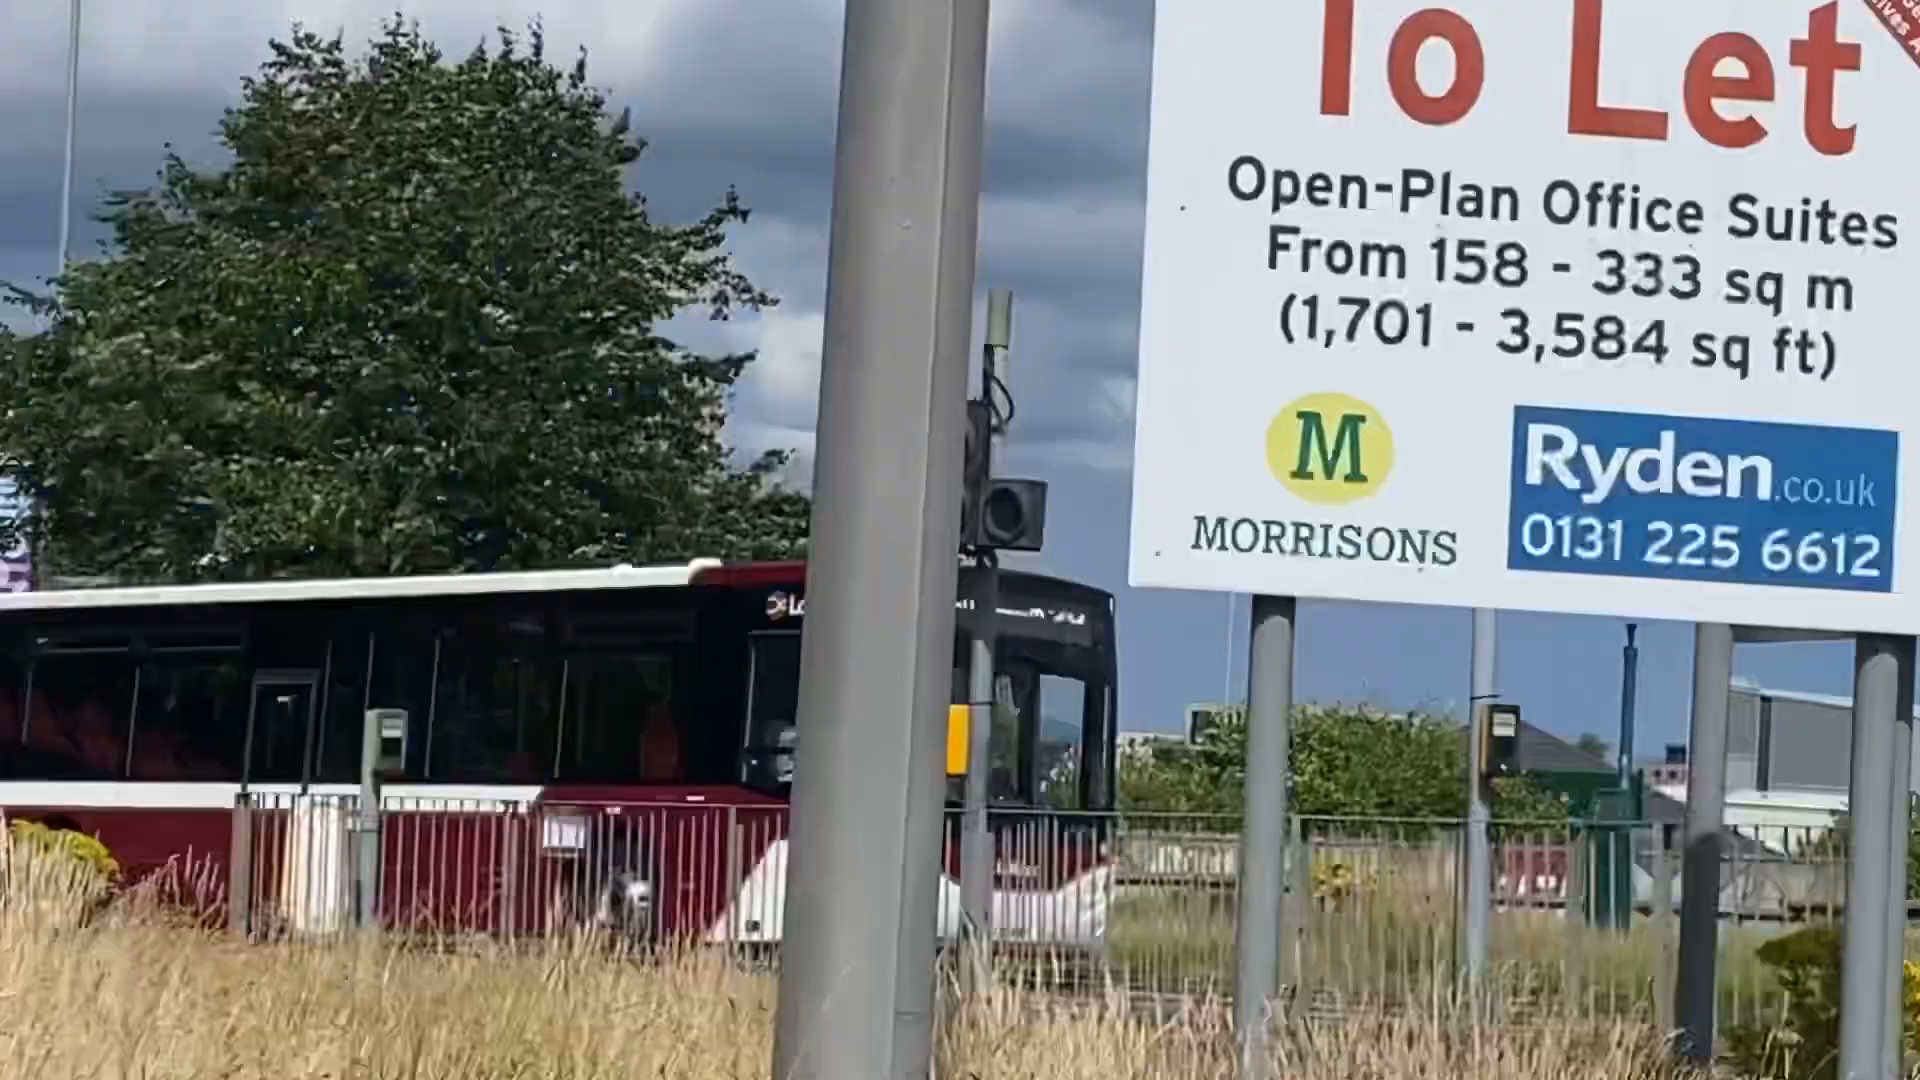 To Let
Open-Plan Office Suites
From 158 - 333 sq m
(1,701 - 3,584 sq ft)
M
MORRISONS
Ryden.co.uk
0131 225 6612